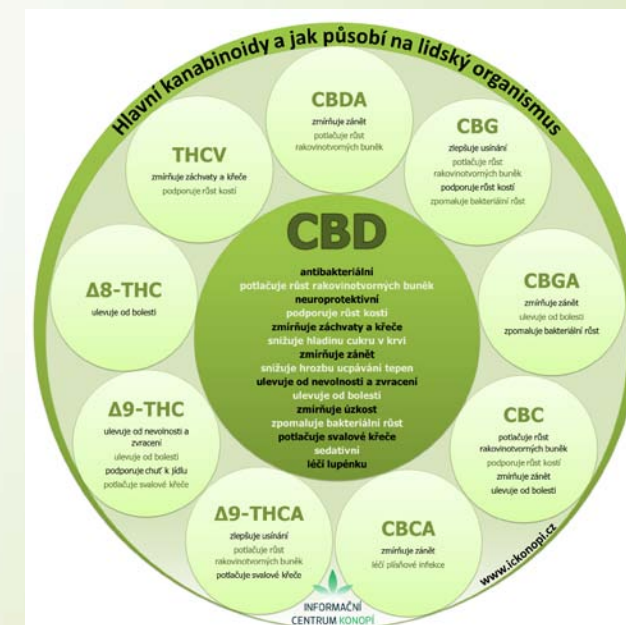 Hlavní kanabinoidy a jak působí na lidský organismus
CBDA
zmírňuje zánět
potlačuje růst
rakovinotvorných buněk
CBG
zlepšuje usínání
potlačuje růst
rakovinotvorných buněk
podporuje růst kostí
zpomaluje bakteriální růst
THCV
zmírňuje záchvaty a křeče
podporuje růst kostí
CBD
antibakteriální
potlačuje růst rakovinotvorných buněk
neuroprotektivní
podporuje růst kostí
zmírňuje záchvaty a křeče
snižuje hladinu cukru v krvi
zmírňuje zánět
snižuje hrozbu ucpávání tepen
ulevuje od nevolnosti a zvracení
ulevuje od bolesti
zmírňuje úzkost
zpomaluje bakteriální růst
potlačuje svalové křeče
sedativní
léčí lupénku
Δ8-THC
ulevuje od bolesti
CBGA
zmírňuje zánět
ulevuje od bolesti
zpomaluje bakteriální růst
Δ9-THC
ulevuje od nevolnosti a
zvracení
ulevuje od bolesti
podporuje chuť k jídlu
potlačuje svalové křeče
CBC
potlačuje růst
rakovinotvorných buněk
podporuje růst kostí
zmírňuje zánět
ulevuje od bolesti
Δ9-THCA
zlepšuje usínání
potlačuje růst
rakovinotvorných buněk
potlačuje svalové křeče
CBCA
zmírňuje zánět
léčí plísňové infekce
www.ickonopi.cz
INFORMAČNÍ
CENTRUM KONOPÍ